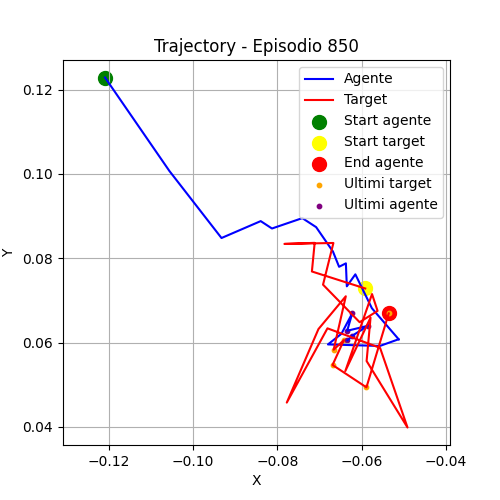 Trajectory - Episodio 850
Agente
Target
Start agente
Start target
End agente
Ultimi target
Ultimi agente
Y
0.12
0.10
0.08
0.06
0.04
−0.12 −0.10 −0.08 −0.06 −0.04
X